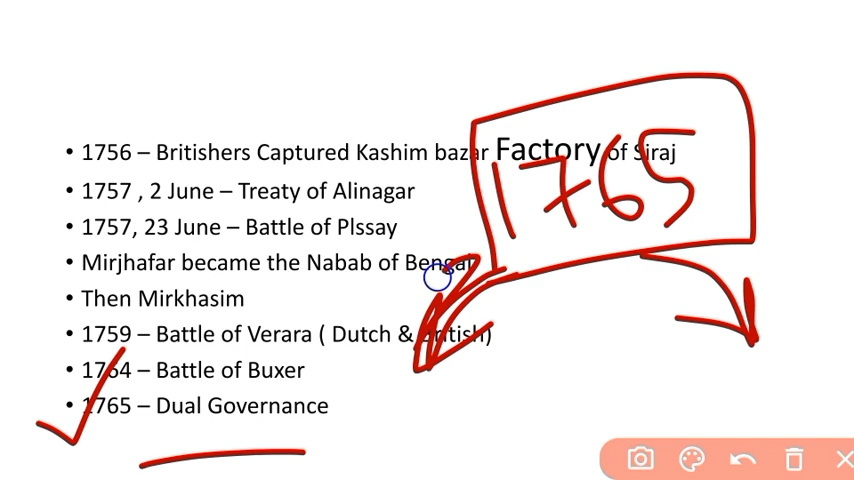 • 1756 – Britishers Captured Kashim bazar Factory of Siraj
1765
• 1757 , 2 June – Treaty of Alinagar
• 1757, 23 June – Battle of Plssay
• Mirjhafar became the Nabab of Bengal
• Then Mirkhasim
• 1759 – Battle of Verara ( Dutch & British)
• 1764 – Battle of Buxer
• 1765 – Dual Governance